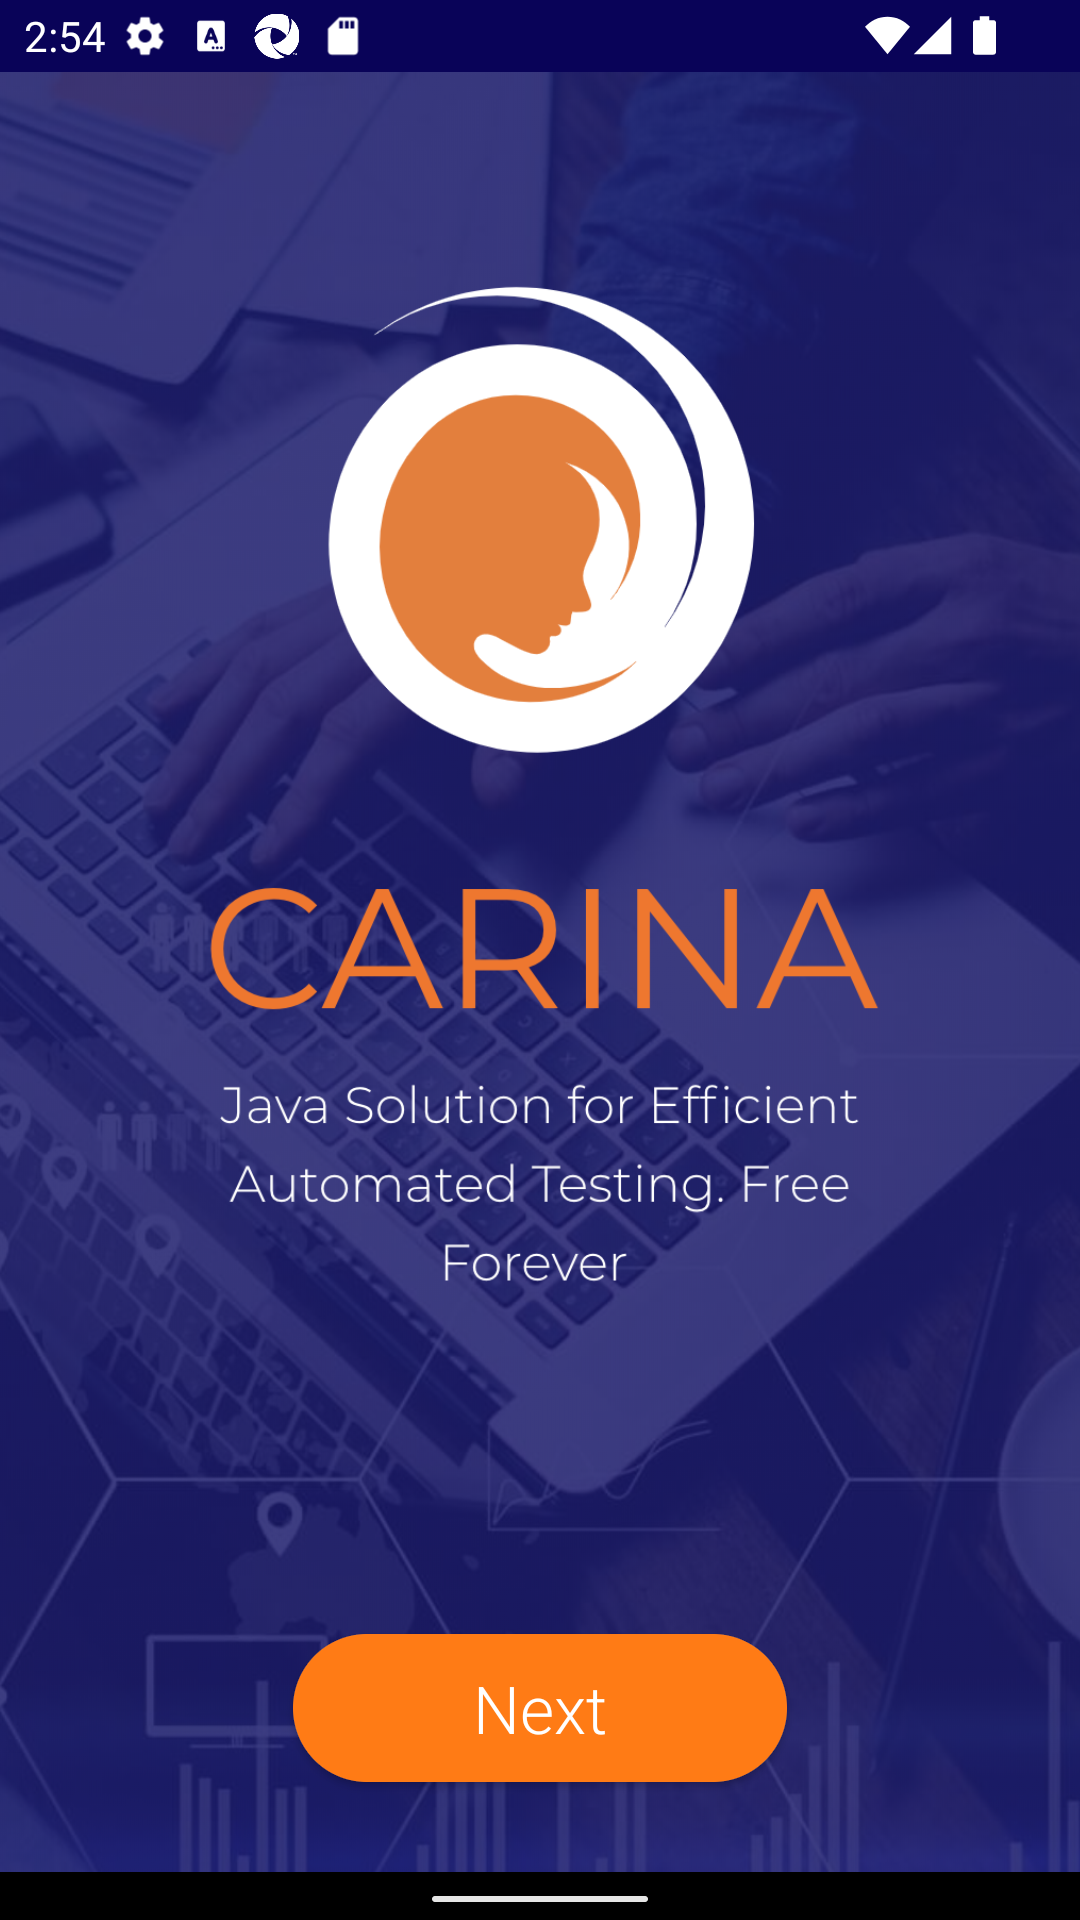 2:54
CARINA
Java Solution for Efficient
Automated Testing. Free
Forever
Next